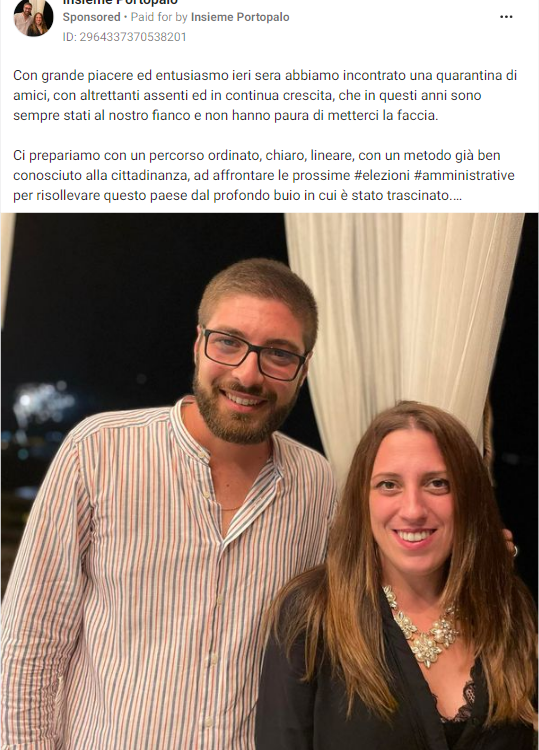 Insieme Portopalo
Sponsored • Paid for by Insieme Portopalo
ID: 2964337370538201
Con grande piacere ed entusiasmo ieri sera abbiamo incontrato una quarantina di
amici, con altrettanti assenti ed in continua crescita, che in questi anni sono
sempre stati al nostro fianco e non hanno paura di metterci la faccia.
Ci prepariamo con un percorso ordinato, chiaro, lineare, con un metodo già ben
conosciuto alla cittadinanza, ad affrontare le prossime #elezioni #amministrative
per risollevare questo paese dal profondo buio in cui è stato trascinato....